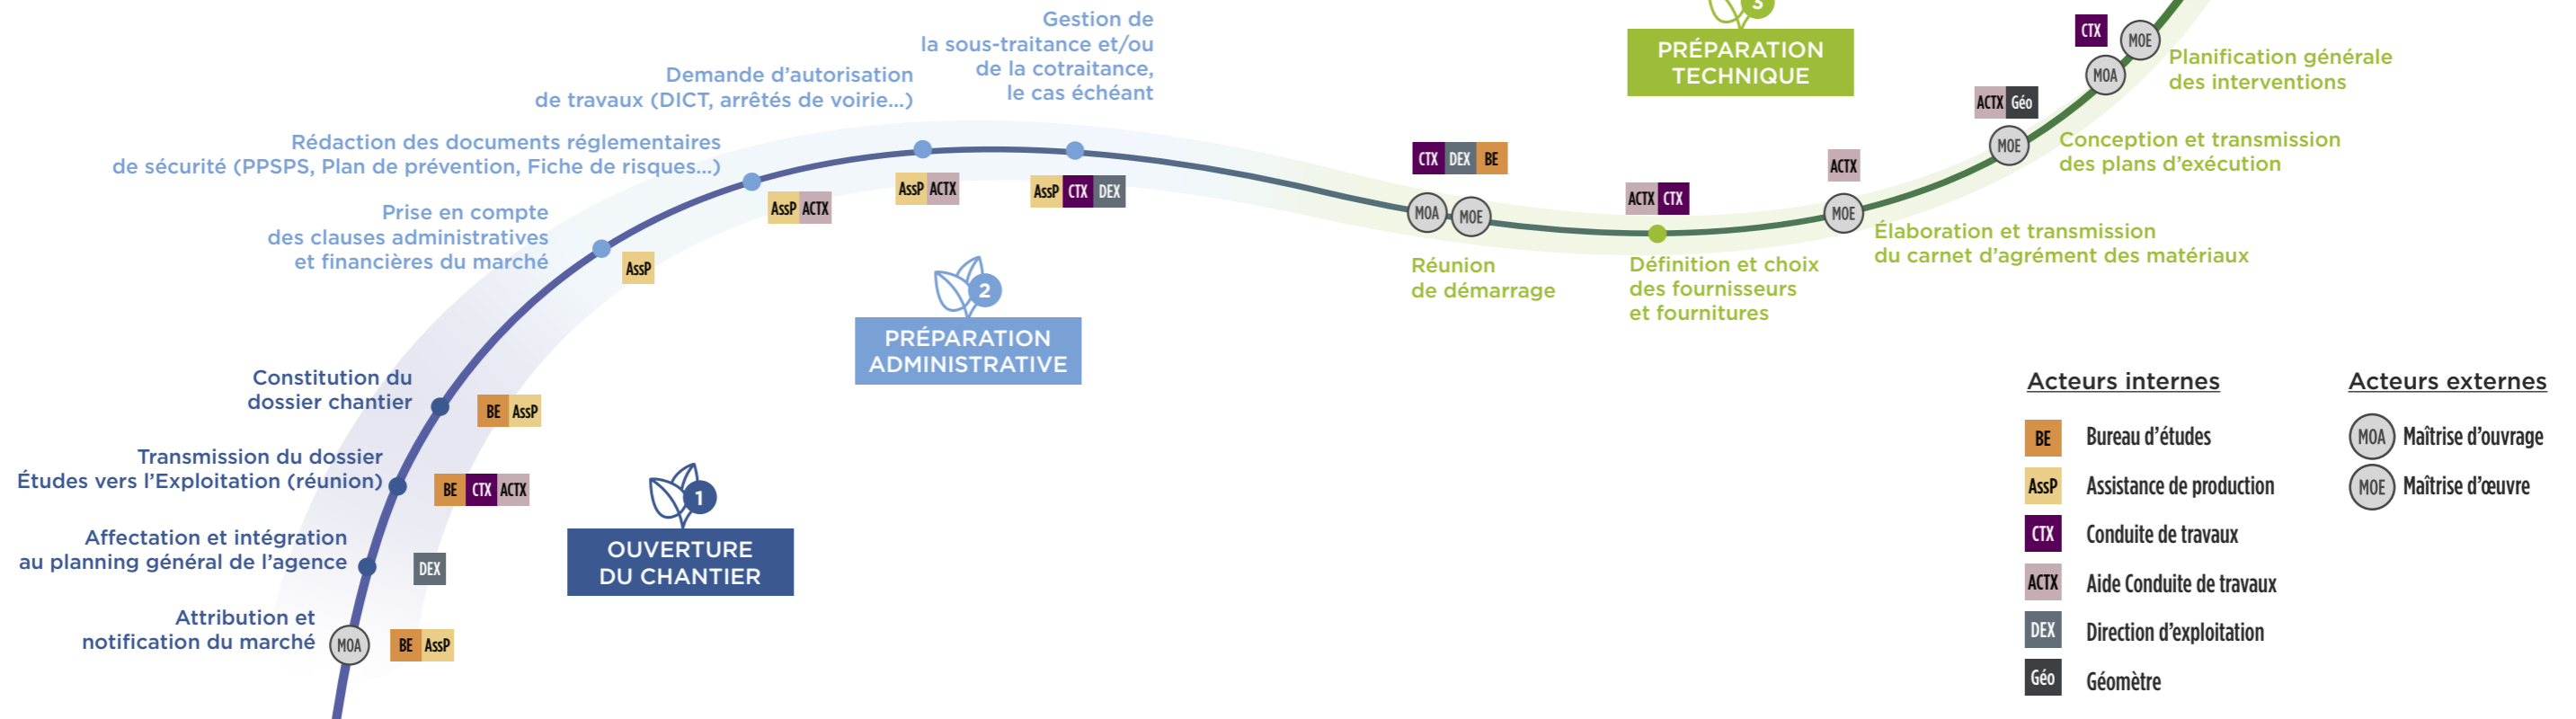 Attribution et
notification du marché
MOA
BE AssP
Affectation et intégration
au planning général de l'agence
DEX
Transmission du dossier
Études vers l'Exploitation (réunion)
BE CTX ACTX
Constitution du
dossier chantier
BE AssP
1
OUVERTURE
DU CHANTIER
Prise en compte
des clauses administratives
et financières du marché
AssP
Rédaction des documents réglementaires
de sécurité (PPSPS, Plan de prévention, Fiche de risques...)
AssP ACTX
Demande d'autorisation
de travaux (DICT, arrêtés de voirie...)
AssP ACTX
Gestion de
la sous-traitance et/ou
de la cotraitance,
le cas échéant
AssP CTX DEX
2
PRÉPARATION
ADMINISTRATIVE
3
PRÉPARATION
TECHNIQUE
CTX DEX BE
MOA MOE
Réunion
de démarrage
ACTX CTX
Définition et choix
des fournisseurs
et fournitures
ACTX
MOE
Élaboration et transmission
du carnet d'agrément des matériaux
ACTX Géo
MOE
Conception et transmission
des plans d'exécution
CTX
MOE
MOA
Planification générale
des interventions
Acteurs internes
BE Bureau d'études
AssP Assistance de production
CTX Conduite de travaux
ACTX Aide Conduite de travaux
DEX Direction d'exploitation
Géo Géomètre
Acteurs externes
MOA Maîtrise d'ouvrage
MOE Maîtrise d'œuvre